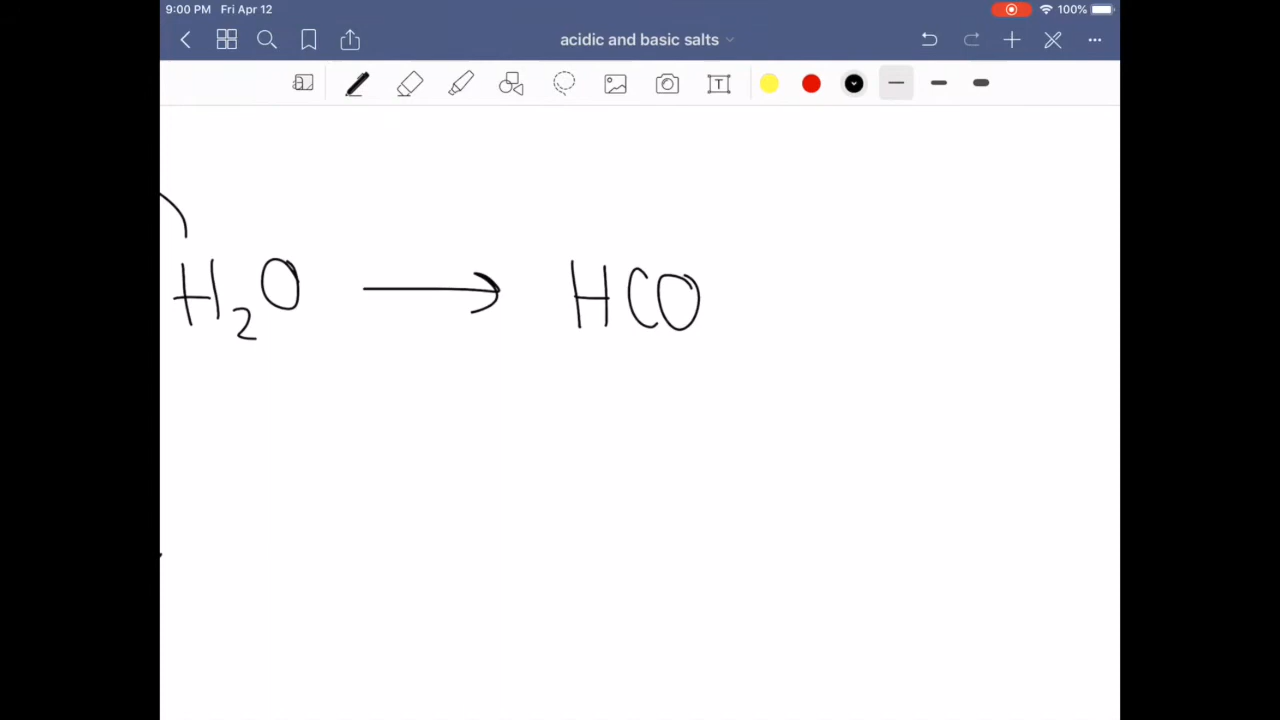 9:00 PM Fri Apr 12 100%
acidic and basic salts
T
H₂O → HCO